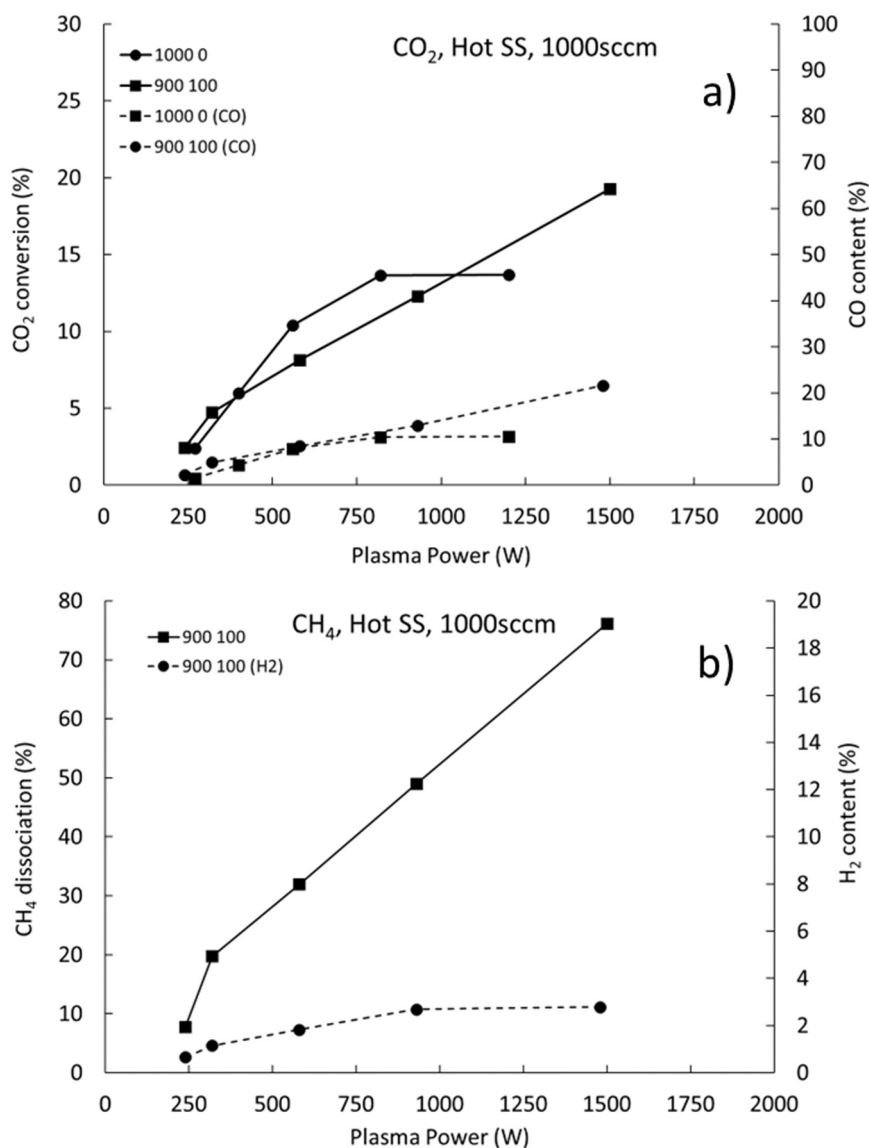 CO₂, Hot SS, 1000sccm
a)
1000 0
900 100
1000 0 (CO)
900 100 (CO)
CO₂ conversion (%)
30
25
20
15
10
5
0
CO content (%)
100
90
80
70
60
50
40
30
20
10
0
0 250 500 750 1000 1250 1500 1750 2000
Plasma Power (W)
CH₄, Hot SS, 1000sccm
b)
900 100
900 100 (H2)
CH₄ dissociation (%)
80
70
60
50
40
30
20
10
0
H₂ content (%)
20
18
16
14
12
10
8
6
4
2
0
0 250 500 750 1000 1250 1500 1750 2000
Plasma Power (W)